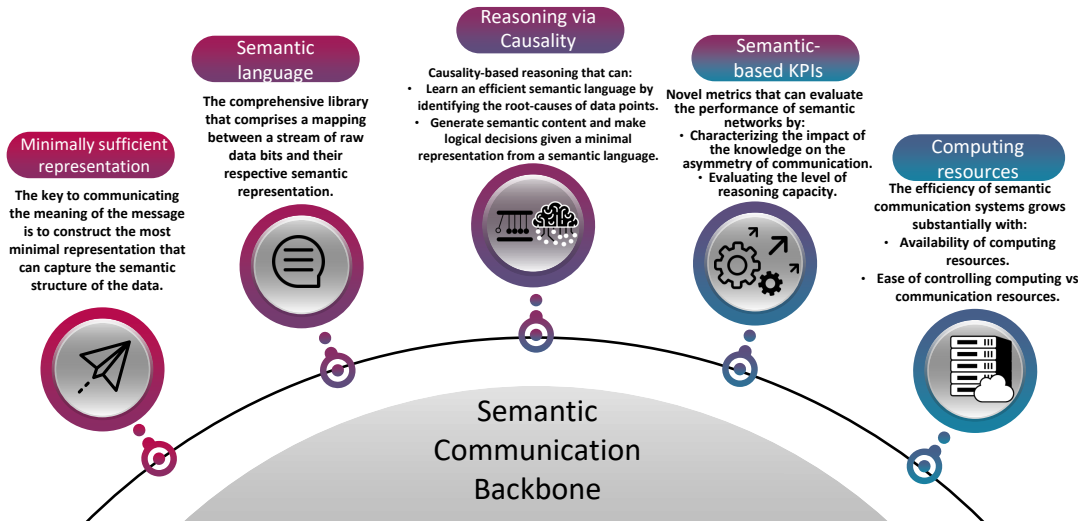 Minimally sufficient
representation
The key to communicating
the meaning of the message
is to construct the most
minimal representation that
can capture the semantic
structure of the data.
Semantic
language
The comprehensive library
that comprises a mapping
between a stream of raw
data bits and their
respective semantic
representation.
Reasoning via
Causality
Causality-based reasoning that can:
• Learn an efficient semantic language by
identifying the root-causes of data points.
• Generate semantic content and make
logical decisions given a minimal
representation from a semantic language.
Semantic-
based KPIs
Novel metrics that can evaluate
the performance of semantic
networks by:
• Characterizing the impact of
the knowledge on the
asymmetry of communication.
• Evaluating the level of
reasoning capacity.
Computing
resources
The efficiency of semantic
communication systems grows
substantially with:
• Availability of computing
resources.
• Ease of controlling computing vs
communication resources.
Semantic
Communication
Backbone